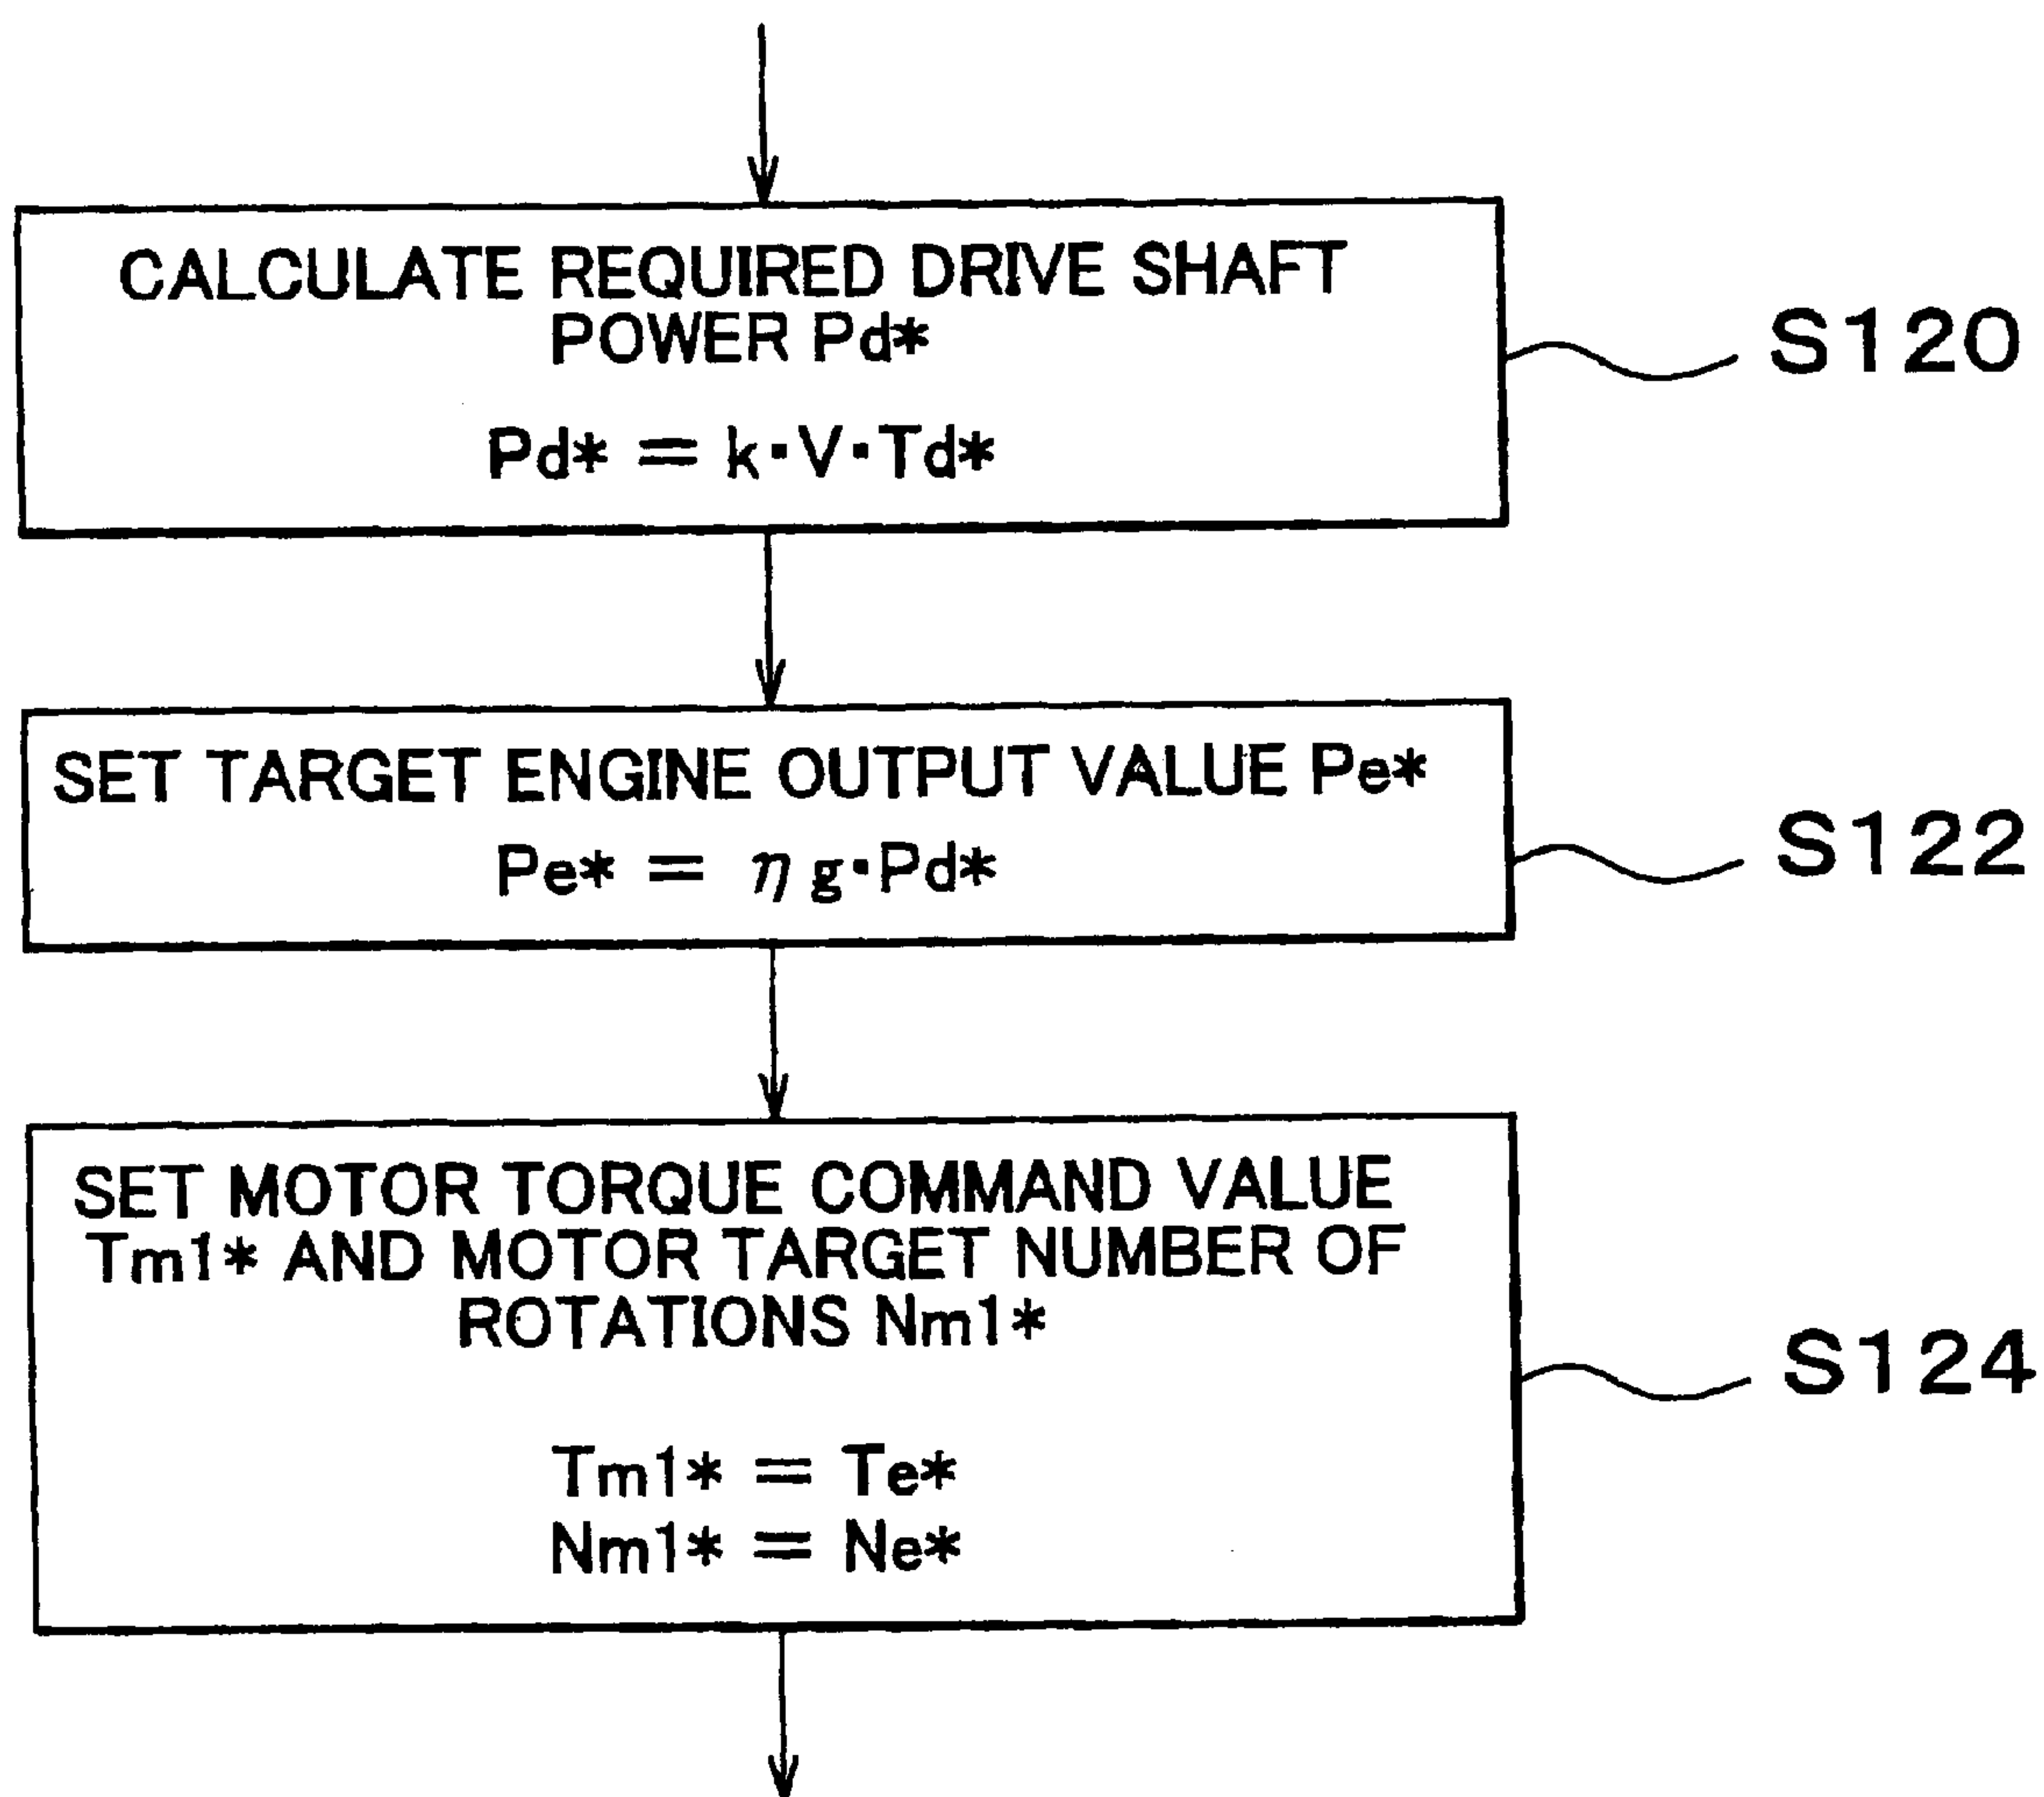 CALCULATE REQUIRED DRIVE SHAFT
POWER Pd*
Pd* = k·V·Td*
S120
SET TARGET ENGINE OUTPUT VALUE Pe*
Pe* = ηg·Pd*
S122
SET MOTOR TORQUE COMMAND VALUE
Tm1* AND MOTOR TARGET NUMBER OF
ROTATIONS Nm1*
Tm1* = Te*
Nm1* = Ne*
S124